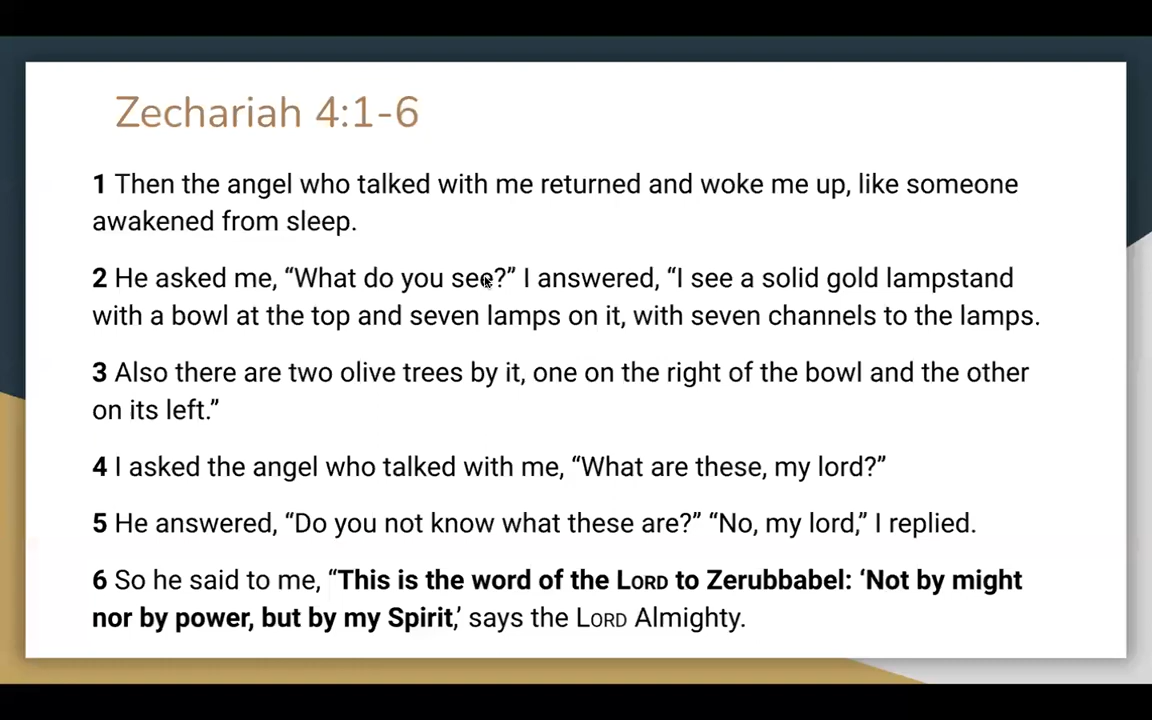 Zechariah 4:1-6
1 Then the angel who talked with me returned and woke me up, like someone
awakened from sleep.
2 He asked me, “What do you see?” I answered, “I see a solid gold lampstand
with a bowl at the top and seven lamps on it, with seven channels to the lamps.
3 Also there are two olive trees by it, one on the right of the bowl and the other
on its left.”
4 I asked the angel who talked with me, “What are these, my lord?”
5 He answered, “Do you not know what these are?” “No, my lord,” I replied.
6 So he said to me, “This is the word of the LORD to Zerubbabel: ‘Not by might
nor by power, but by my Spirit,’ says the LORD Almighty.